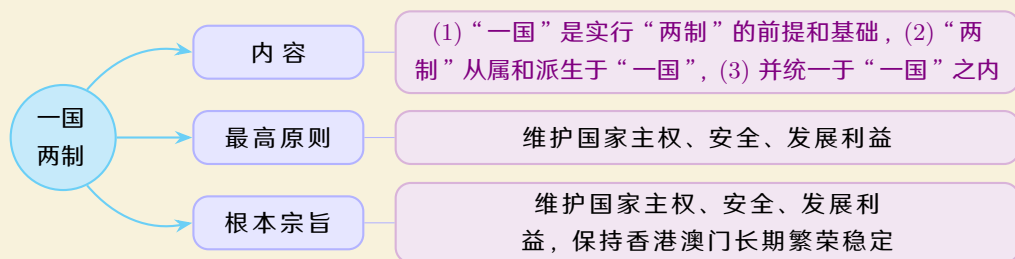 一国
两制
内容
(1)“一国”是实行“两制”的前提和基础, (2)“两
制”从属和派生于“一国”, (3) 并统一于“一国”之内
最高原则
维护国家主权、安全、发展利益
根本宗旨
维护国家主权、安全、发展利
益, 保持香港澳门长期繁荣稳定